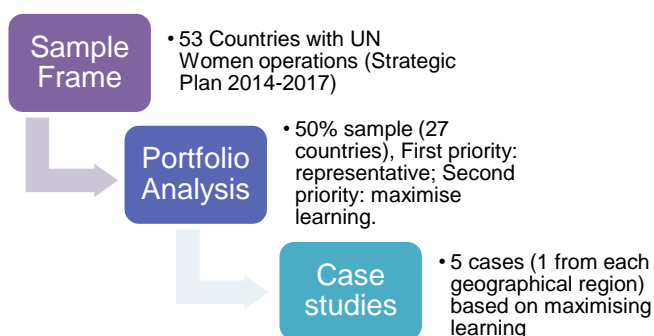 Sample
Frame
• 53 Countries with UN
Women operations (Strategic
Plan 2014-2017)
Portfolio
Analysis
• 50% sample (27
countries), First priority:
representative; Second
priority: maximise
learning.
Case
studies
• 5 cases (1 from each
geographical region)
based on maximising
learning